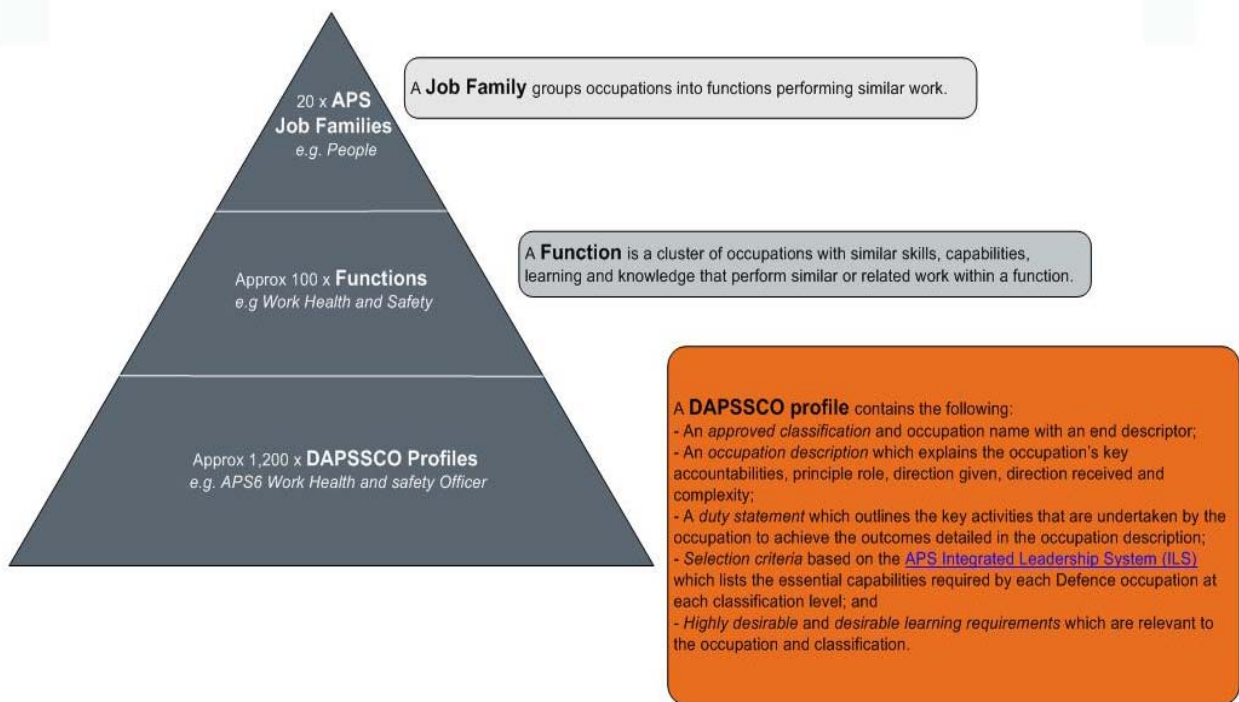 20 x APS
Job Families
e.g. People
A Job Family groups occupations into functions performing similar work.
Approx 100 x Functions
e.g Work Health and Safety
A Function is a cluster of occupations with similar skills, capabilities,
learning and knowledge that perform similar or related work within a function.
Approx 1,200 x DAPSSCO Profiles
e.g. APS6 Work Health and safety Officer
A DAPSSCO profile contains the following:
- An approved classification and occupation name with an end descriptor;
- An occupation description which explains the occupation's key
accountabilities, principle role, direction given, direction received and
complexity;
- A duty statement which outlines the key activities that are undertaken by the
occupation to achieve the outcomes detailed in the occupation description;
- Selection criteria based on the APS Integrated Leadership System (ILS)
which lists the essential capabilities required by each Defence occupation at
each classification level; and
- Highly desirable and desirable learning requirements which are relevant to
the occupation and classification.